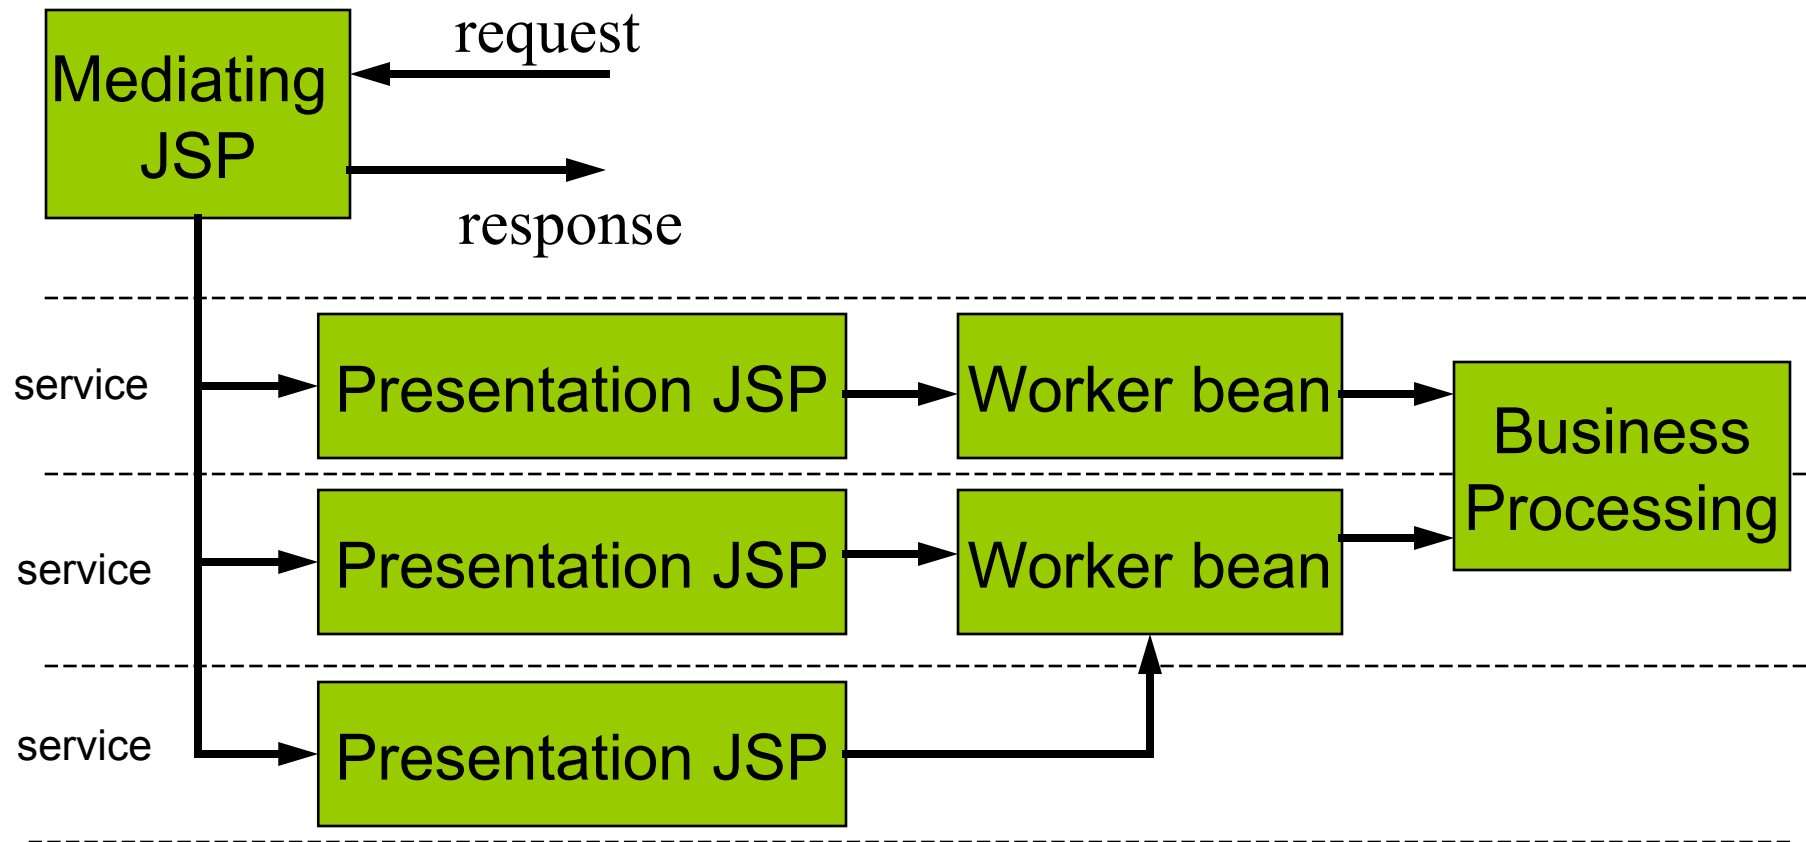 request
Mediating
JSP
response
service
Presentation JSP
Worker bean
Business
Processing
service
Presentation JSP
Worker bean
service
Presentation JSP